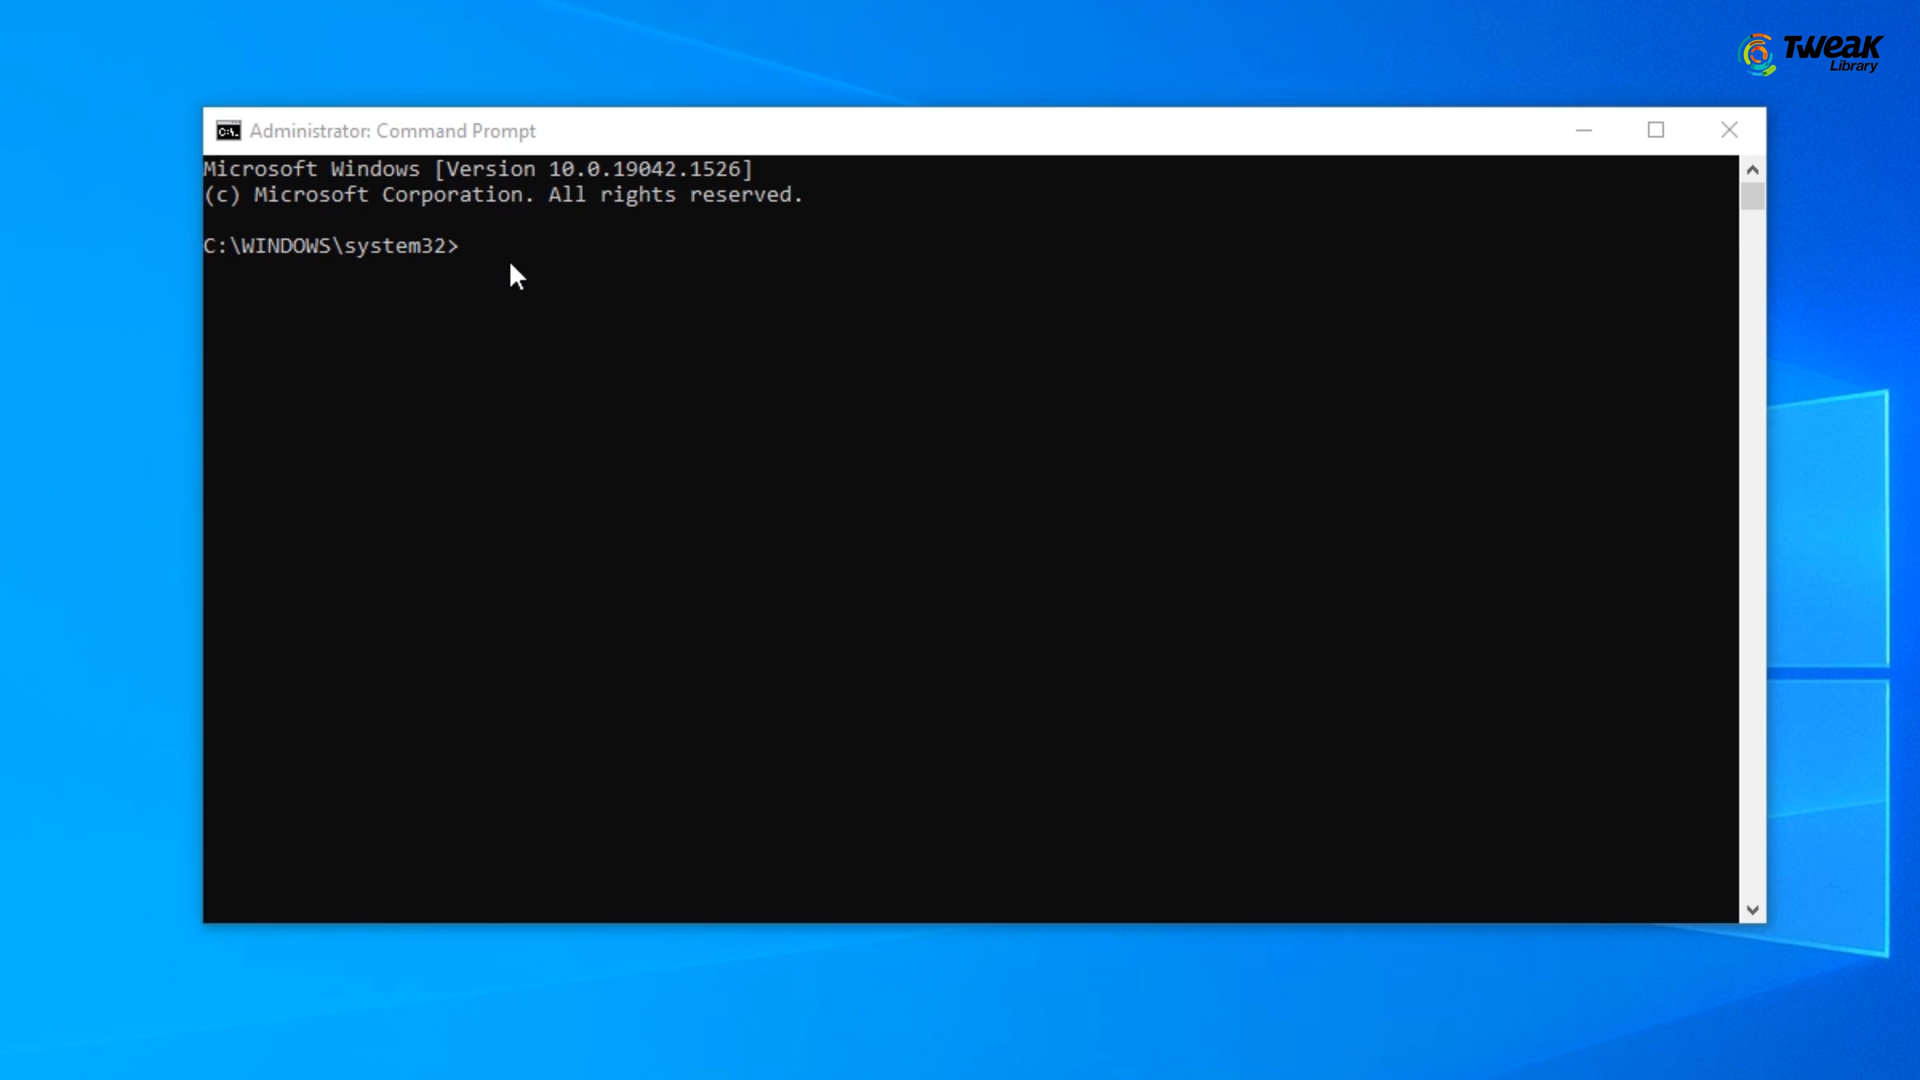 Tweak
Library
C:\. Administrator: Command Prompt
Microsoft Windows [Version 10.0.19042.1526]
(c) Microsoft Corporation. All rights reserved.
C:\WINDOWS\system32>